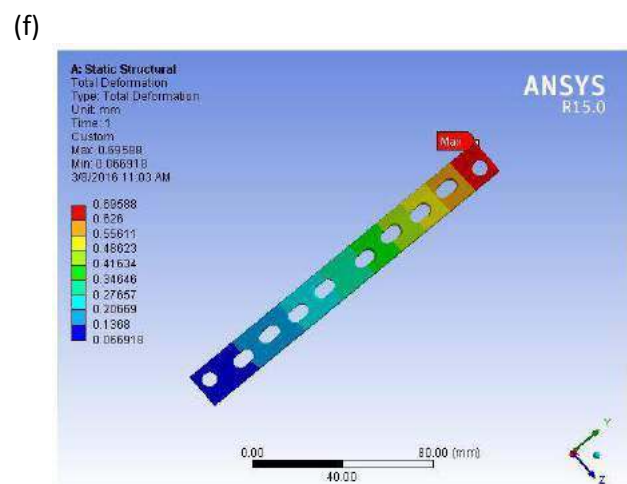 (f)
A: Static Structural
Total Deformation
Type: Total Deformation
Unit: mm
Time: 1
Custom
Max: 0.69588
Min: 0.066918
3/8/2016 11:03 AM
ANSYS
R15.0
Max
0.69588
0.626
0.55611
0.48623
0.41634
0.34646
0.27657
0.20669
0.1368
0.066918
0.00
80.00 (mm)
40.00
Y
Z